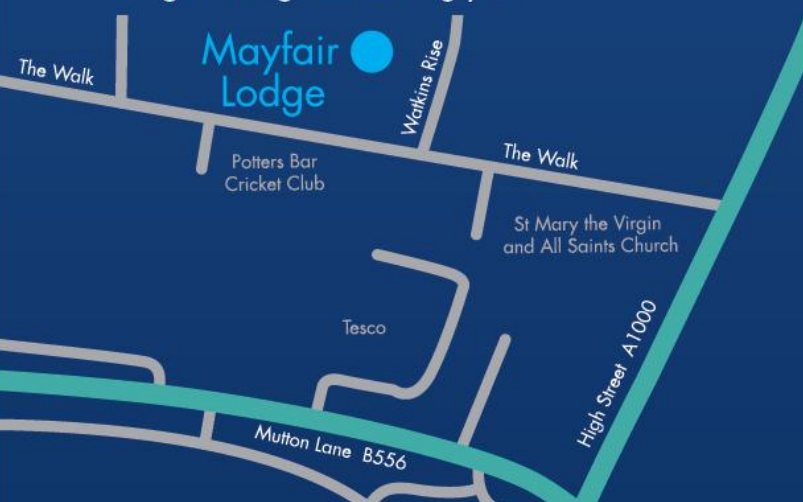 The Walk
Mayfair
Lodge
Watkins Rise
Potters Bar
Cricket Club
The Walk
St Mary the Virgin
and All Saints Church
Tesco
High Street A1000
Mutton Lane B556